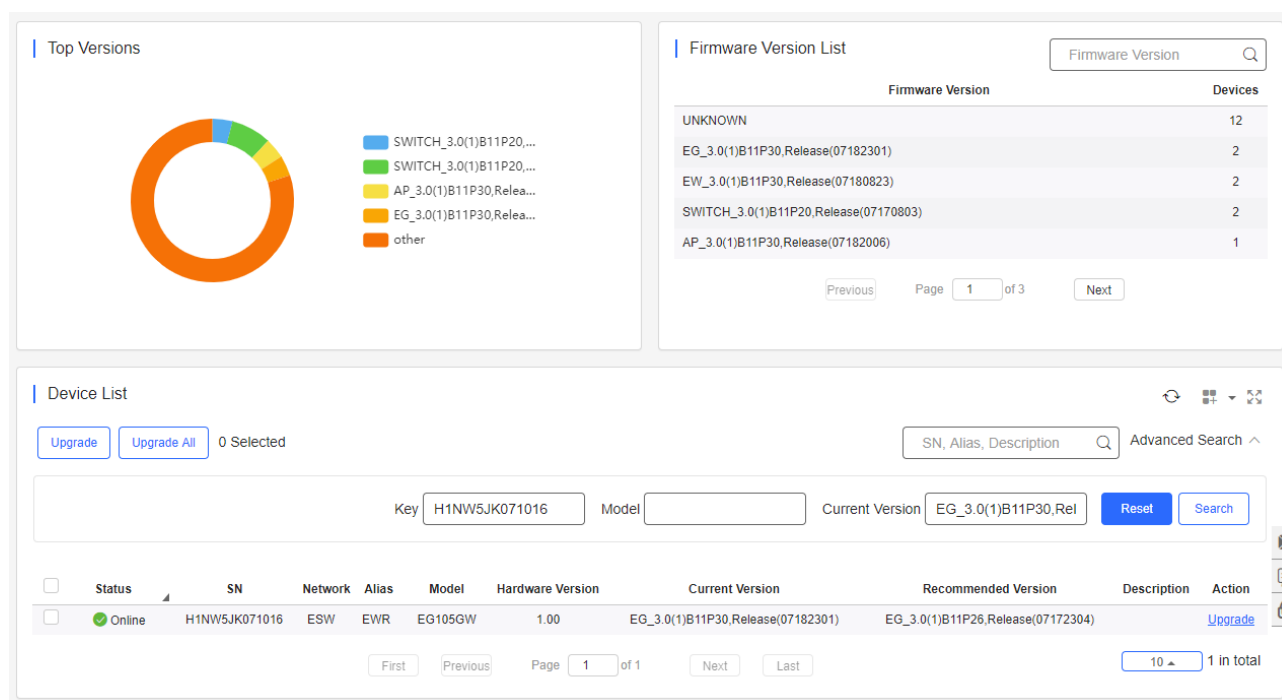 Top Versions
SWITCH_3.0(1)B11P20,...
SWITCH_3.0(1)B11P20,...
AP_3.0(1)B11P30,Relea...
EG_3.0(1)B11P30,Relea...
other
Firmware Version List
Firmware Version
Firmware Version Devices
UNKNOWN 12
EG_3.0(1)B11P30,Release(07182301) 2
EW_3.0(1)B11P30,Release(07180823) 2
SWITCH_3.0(1)B11P20,Release(07170803) 2
AP_3.0(1)B11P30,Release(07182006) 1
Previous Page 1 of 3 Next
Device List
Upgrade Upgrade All 0 Selected SN, Alias, Description Advanced Search
Key H1NW5JK071016 Model Current Version EG_3.0(1)B11P30,Rel Reset Search
Status SN Network Alias Model Hardware Version Current Version Recommended Version Description Action
Online H1NW5JK071016 ESW EWR EG105GW 1.00 EG_3.0(1)B11P30,Release(07182301) EG_3.0(1)B11P26,Release(07172304) Upgrade
First Previous Page 1 of 1 Next Last 10 1 in total